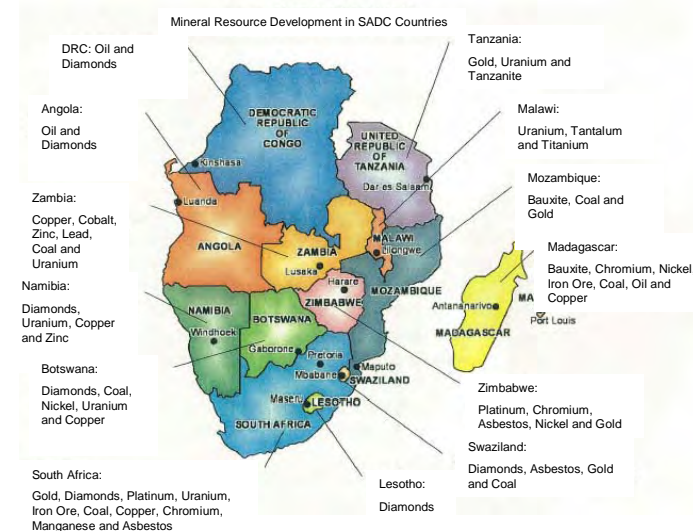 Mineral Resource Development in SADC Countries
DRC: Oil and
Diamonds
Tanzania:
Gold, Uranium and
Tanzanite
Angola:
Oil and
Diamonds
Malawi:
Uranium, Tantalum
and Titanium
Zambia:
Copper, Cobalt,
Zinc, Lead,
Coal and
Uranium
Mozambique:
Bauxite, Coal and
Gold
Namibia:
Diamonds,
Uranium, Copper
and Zinc
Madagascar:
Bauxite, Chromium, Nickel
Iron Ore, Coal, Oil and
Copper
Botswana:
Diamonds, Coal,
Nickel, Uranium
and Copper
Zimbabwe:
Platinum, Chromium,
Asbestos, Nickel and Gold
Swaziland:
Diamonds, Asbestos, Gold
and Coal
South Africa:
Gold, Diamonds, Platinum, Uranium,
Iron Ore, Coal, Copper, Chromium,
Manganese and Asbestos
Lesotho:
Diamonds
DEMOCRATIC
REPUBLIC
OF
CONGO
Kinshasa
UNITED
REPUBLIC
OF
TANZANIA
Dar es Salaam
Luanda
ANGOLA
ZAMBIA
Lusaka
MALAWI
Lilongwe
Harare
ZIMBABWE
MOZAMBIQUE
NAMIBIA
Windhoek
BOTSWANA
Gaborone
Pretoria
Mbabane
Maputo
SWAZILAND
Maseru
LESOTHO
SOUTH AFRICA
Antananarivo
MADAGASCAR
MA
Port Louis